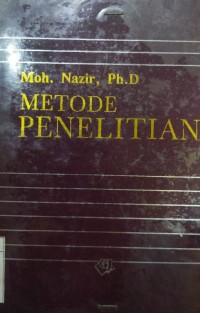 Moh. Nazir, Ph.D
METODE
PENELITIAN